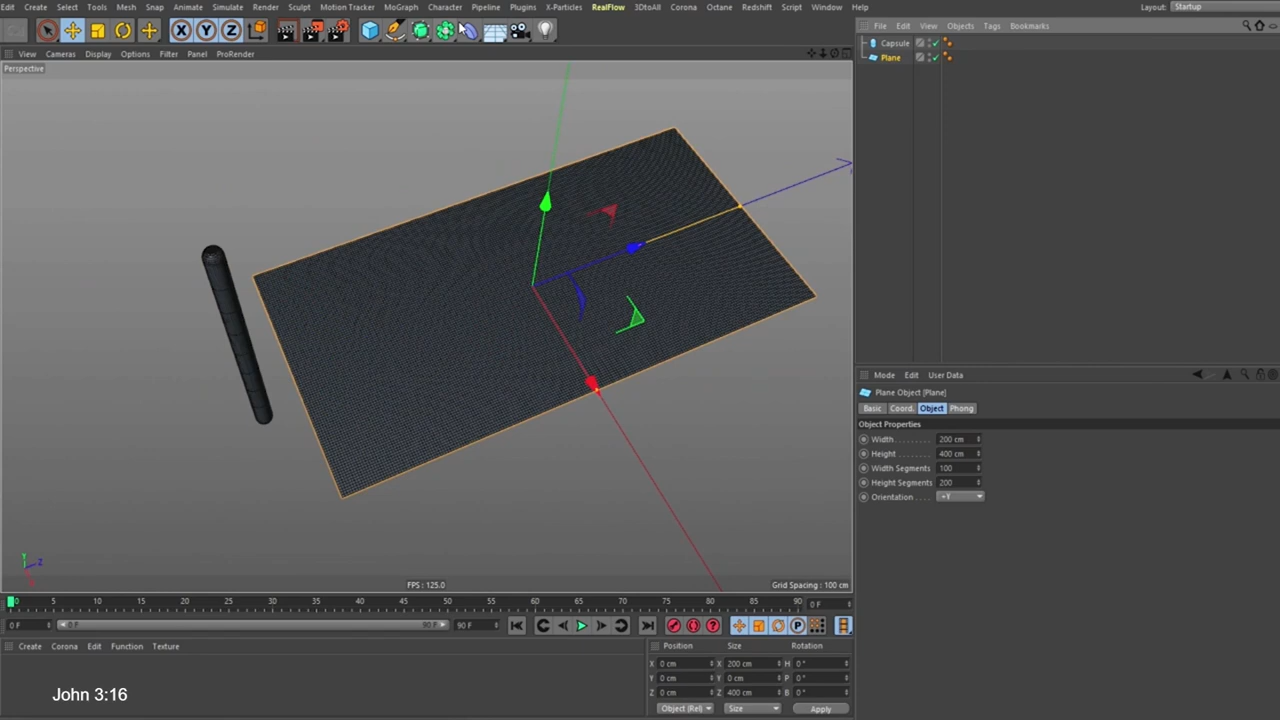 Edit Create Select Tools Mesh Snap Animate Simulate Render Sculpt Motion Tracker MoGraph Character Pipeline Plugins X-Particles RealFlow 3DtoAll Corona Octane Redshift Script Window Help Layout: Startup
X Y Z
View Cameras Display Options Filter Panel ProRender
File Edit View Objects Tags Bookmarks
Capsule
Plane
Perspective
Mode Edit User Data
Plane Object [Plane]
Basic Coord. Object Phong
Object Properties
Width 200 cm
Height 400 cm
Width Segments 100
Height Segments 200
Orientation +Y
Y Z
FPS : 125.0 Grid Spacing : 100 cm
0 5 10 15 20 25 30 35 40 45 50 55 60 65 70 75 80 85 90 0 F
0 F 0 F 90 F 90 F
Create Corona Edit Function Texture
Position Size Rotation
X 0 cm X 200 cm H 0 °
Y 0 cm Y 0 cm P 0 °
Z 0 cm Z 400 cm B 0 °
Object (Rel) Size Apply
John 3:16